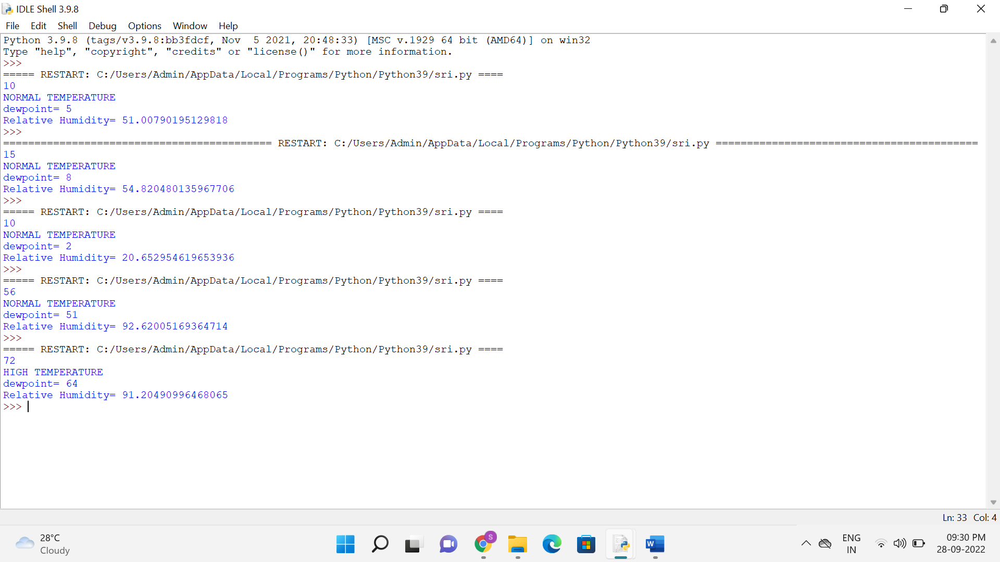 IDLE Shell 3.9.8
File Edit Shell Debug Options Window Help
Python 3.9.8 (tags/v3.9.8:bb3fdcf, Nov  5 2021, 20:48:33) [MSC v.1929 64 bit (AMD64)] on win32
Type "help", "copyright", "credits" or "license()" for more information.
>>>
===== RESTART: C:/Users/Admin/AppData/Local/Programs/Python/Python39/sri.py ====
10
NORMAL TEMPERATURE
dewpoint= 5
Relative Humidity= 51.00790195129818
>>>
=========================================== RESTART: C:/Users/Admin/AppData/Local/Programs/Python/Python39/sri.py ==========================================
15
NORMAL TEMPERATURE
dewpoint= 8
Relative Humidity= 54.820480135967706
>>>
===== RESTART: C:/Users/Admin/AppData/Local/Programs/Python/Python39/sri.py ====
10
NORMAL TEMPERATURE
dewpoint= 2
Relative Humidity= 20.652954619653936
>>>
===== RESTART: C:/Users/Admin/AppData/Local/Programs/Python/Python39/sri.py ====
56
NORMAL TEMPERATURE
dewpoint= 51
Relative Humidity= 92.62005169364714
>>>
===== RESTART: C:/Users/Admin/AppData/Local/Programs/Python/Python39/sri.py ====
72
HIGH TEMPERATURE
dewpoint= 64
Relative Humidity= 91.20490996468065
>>>
Ln: 33 Col: 4
28°C
Cloudy
S
W
ENG
IN
09:30 PM
28-09-2022